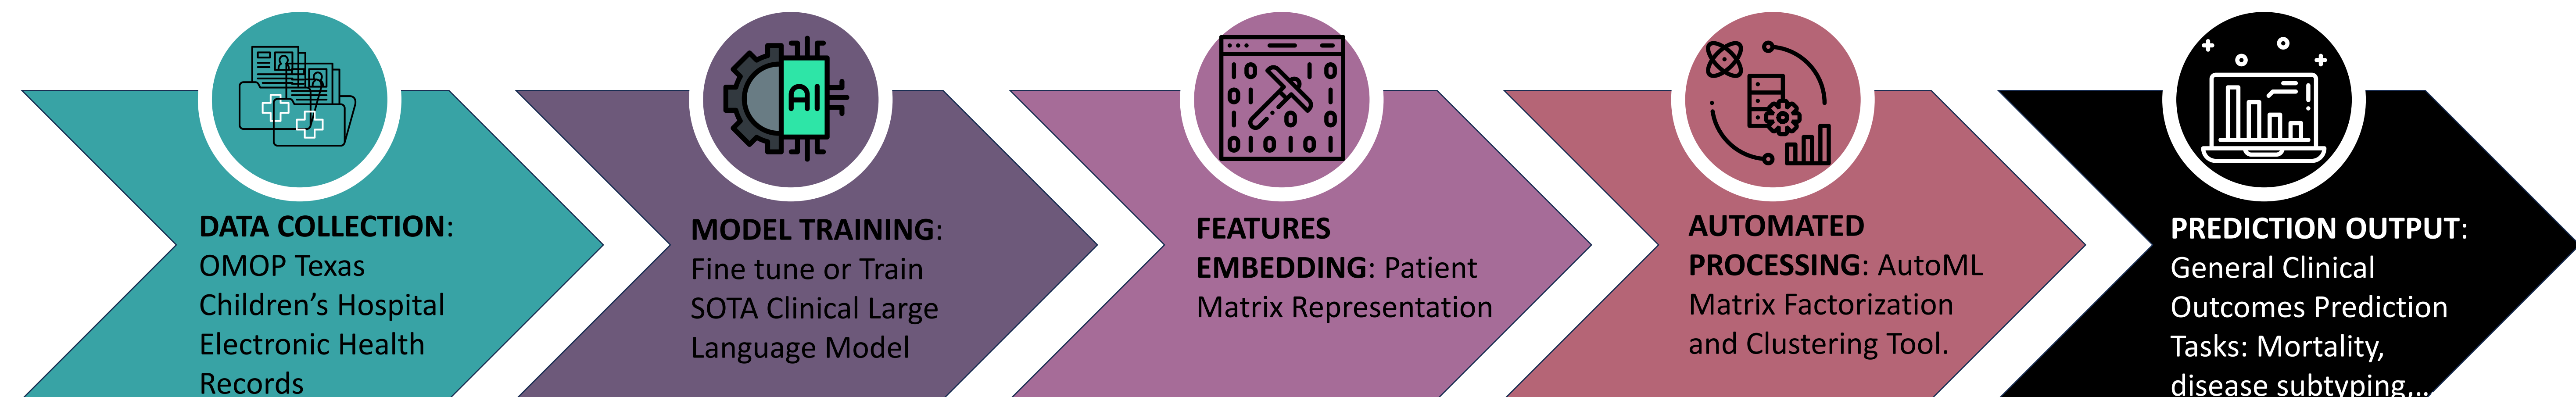 DATA COLLECTION:
OMOP Texas
Children’s Hospital
Electronic Health
Records
AI
MODEL TRAINING:
Fine tune or Train
SOTA Clinical Large
Language Model
10 10
01
0 0
010101
FEATURES
EMBEDDING: Patient
Matrix Representation
AUTOMATED
PROCESSING: AutoML
Matrix Factorization
and Clustering Tool.
PREDICTION OUTPUT:
General Clinical
Outcomes Prediction
Tasks: Mortality,
disease subtyping,..